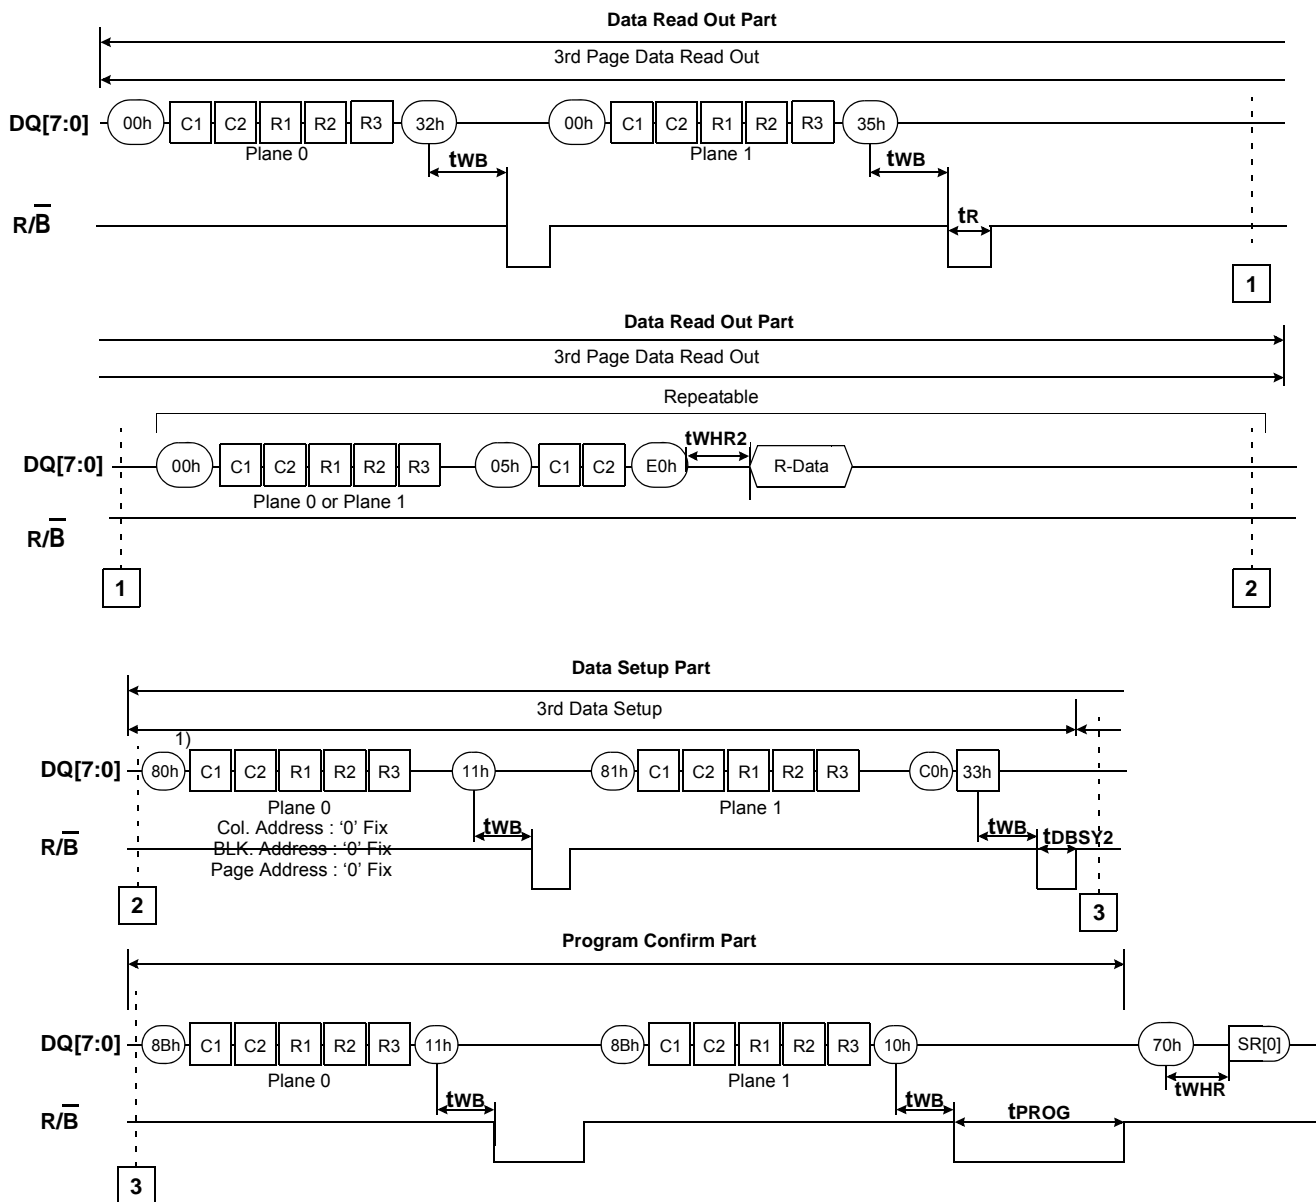 Data Read Out Part
3rd Page Data Read Out
DQ[7:0] 00h C1 C2 R1 R2 R3 32h 00h C1 C2 R1 R2 R3 35h
Plane 0 Plane 1
tWB tWB
R/B tR
1
Data Read Out Part
3rd Page Data Read Out
Repeatable
tWHR2
DQ[7:0] 00h C1 C2 R1 R2 R3 05h C1 C2 E0h R-Data
Plane 0 or Plane 1
R/B
1 2
Data Setup Part
3rd Data Setup
1)
DQ[7:0] 80h C1 C2 R1 R2 R3 11h 81h C1 C2 R1 R2 R3 C0h 33h
Plane 0 Plane 1
Col. Address : ‘0’ Fix tWB tWB tDBSY2
R/B BLK. Address : ‘0’ Fix
Page Address : ‘0’ Fix
2 3
Program Confirm Part
DQ[7:0] 8Bh C1 C2 R1 R2 R3 11h 8Bh C1 C2 R1 R2 R3 10h 70h SR[0]
Plane 0 Plane 1
tWB tWB tWHR
R/B tPROG
3